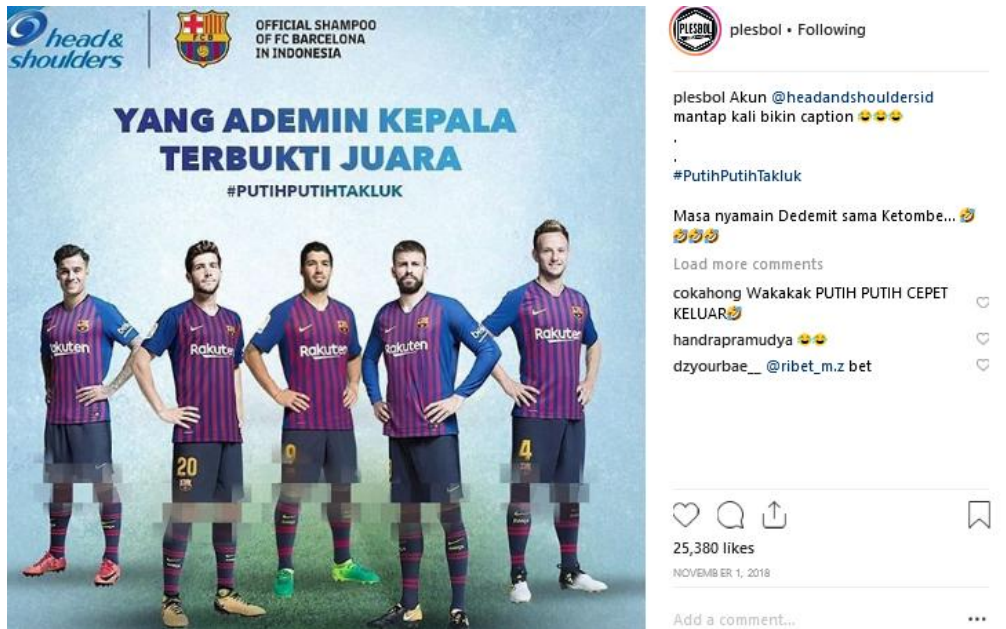 head&
shoulders
FCB
OFFICIAL SHAMPOO
OF FC BARCELONA
IN INDONESIA
YANG ADEMIN KEPALA
TERBUKTI JUARA
#PUTIHPUTIHTAKLUK
Rakuten
Rakuten
Rakuten
Rakuten
20
9
4
PLESBOL
plesbol • Following
plesbol Akun @headandshouldersid
mantap kali bikin caption 😂😂😂
.
.
#PutihPutihTakluk
Masa nyamain Dedemit sama Ketombe... 🤣
🤣🤣🤣
Load more comments
cokahong Wakakak PUTIH PUTIH CEPET
KELUAR🤣
handrapramudya 😂😂
dzyourbae__ @ribet_m.z bet
25,380 likes
NOVEMBER 1, 2018
Add a comment...